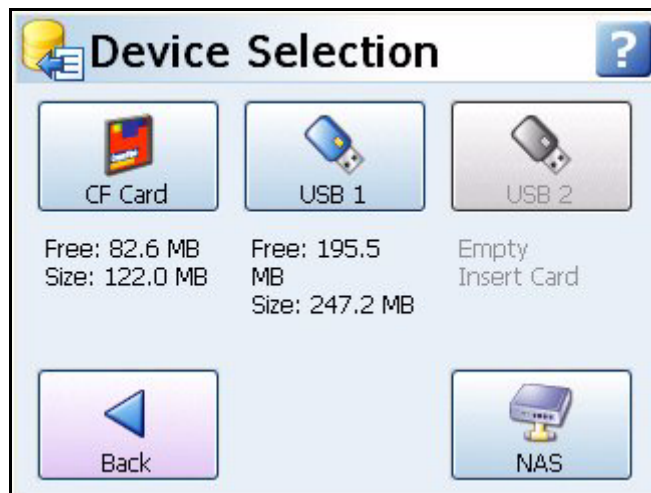 Device Selection
?
CF Card
USB 1
USB 2
Free: 82.6 MB
Size: 122.0 MB
Free: 195.5
MB
Size: 247.2 MB
Empty
Insert Card
Back
NAS